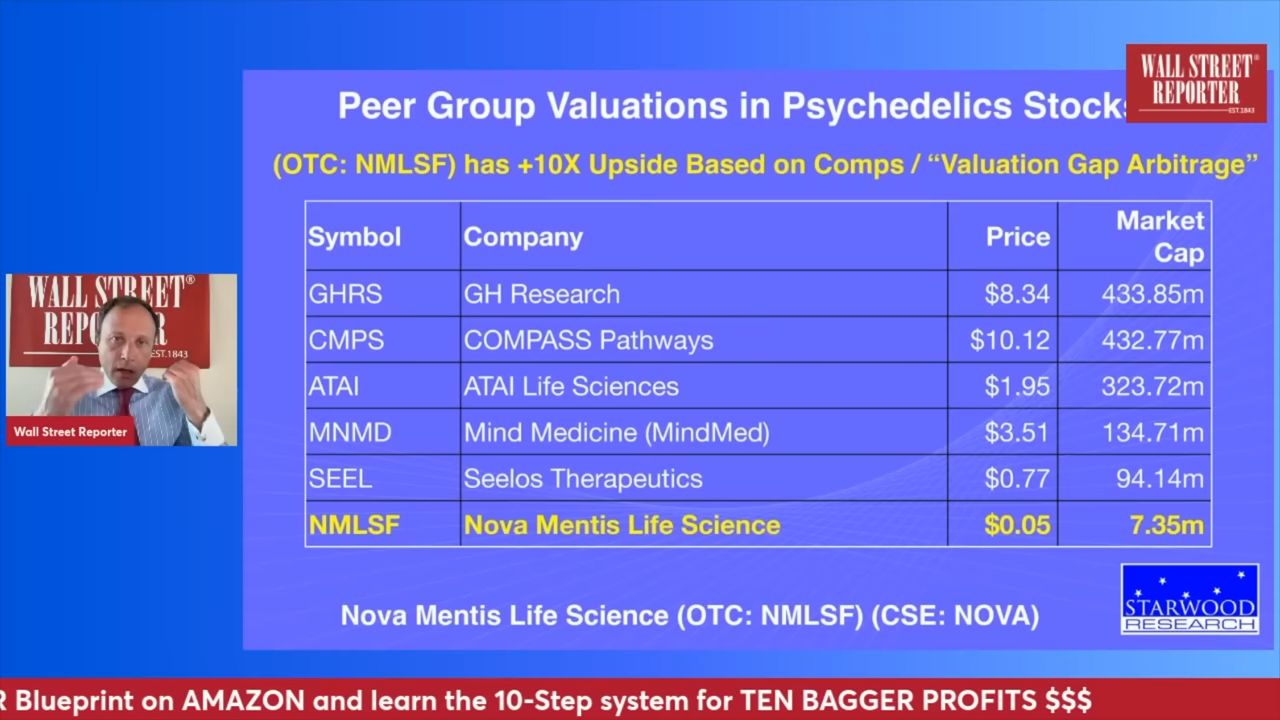 WALL STREET®
REPORTER
EST.1843
Peer Group Valuations in Psychedelics Stocks
(OTC: NMLSF) has +10X Upside Based on Comps / “Valuation Gap Arbitrage”
Symbol Company Price Market Cap
GHRS GH Research $8.34 433.85m
CMPS COMPASS Pathways $10.12 432.77m
ATAI ATAI Life Sciences $1.95 323.72m
MNMD Mind Medicine (MindMed) $3.51 134.71m
SEEL Seelos Therapeutics $0.77 94.14m
NMLSF Nova Mentis Life Science $0.05 7.35m
WALL STREET®
REPORTER
EST.1843
Wall Street Reporter
Nova Mentis Life Science (OTC: NMLSF) (CSE: NOVA)
STARWOOD
RESEARCH
R Blueprint on AMAZON and learn the 10-Step system for TEN BAGGER PROFITS $$$